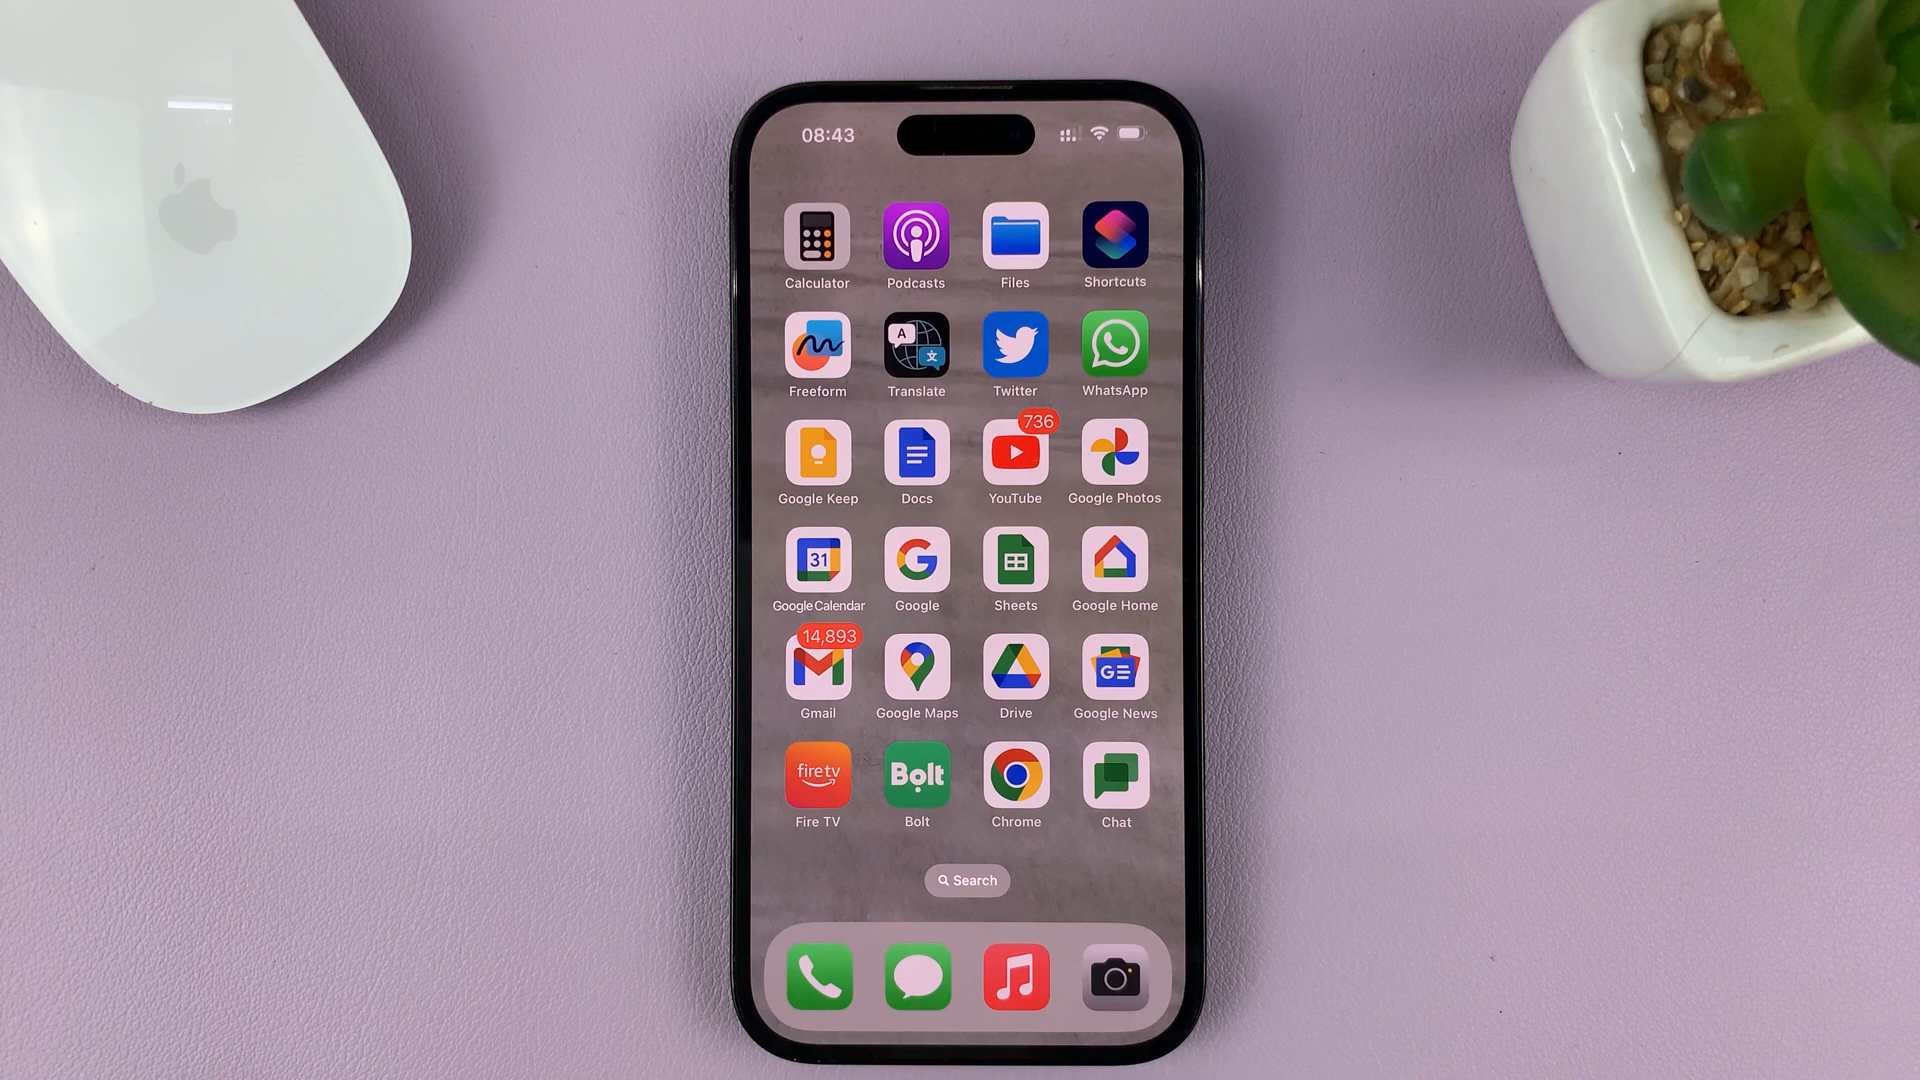 08:43
Calculator Podcasts Files Shortcuts
A 文
Freeform Translate Twitter WhatsApp
736
Google Keep Docs YouTube Google Photos
31 G GE
Google Calendar Google Sheets Google Home
14,893
Gmail Google Maps Drive Google News
firetv Bolt
Fire TV Bolt Chrome Chat
Search